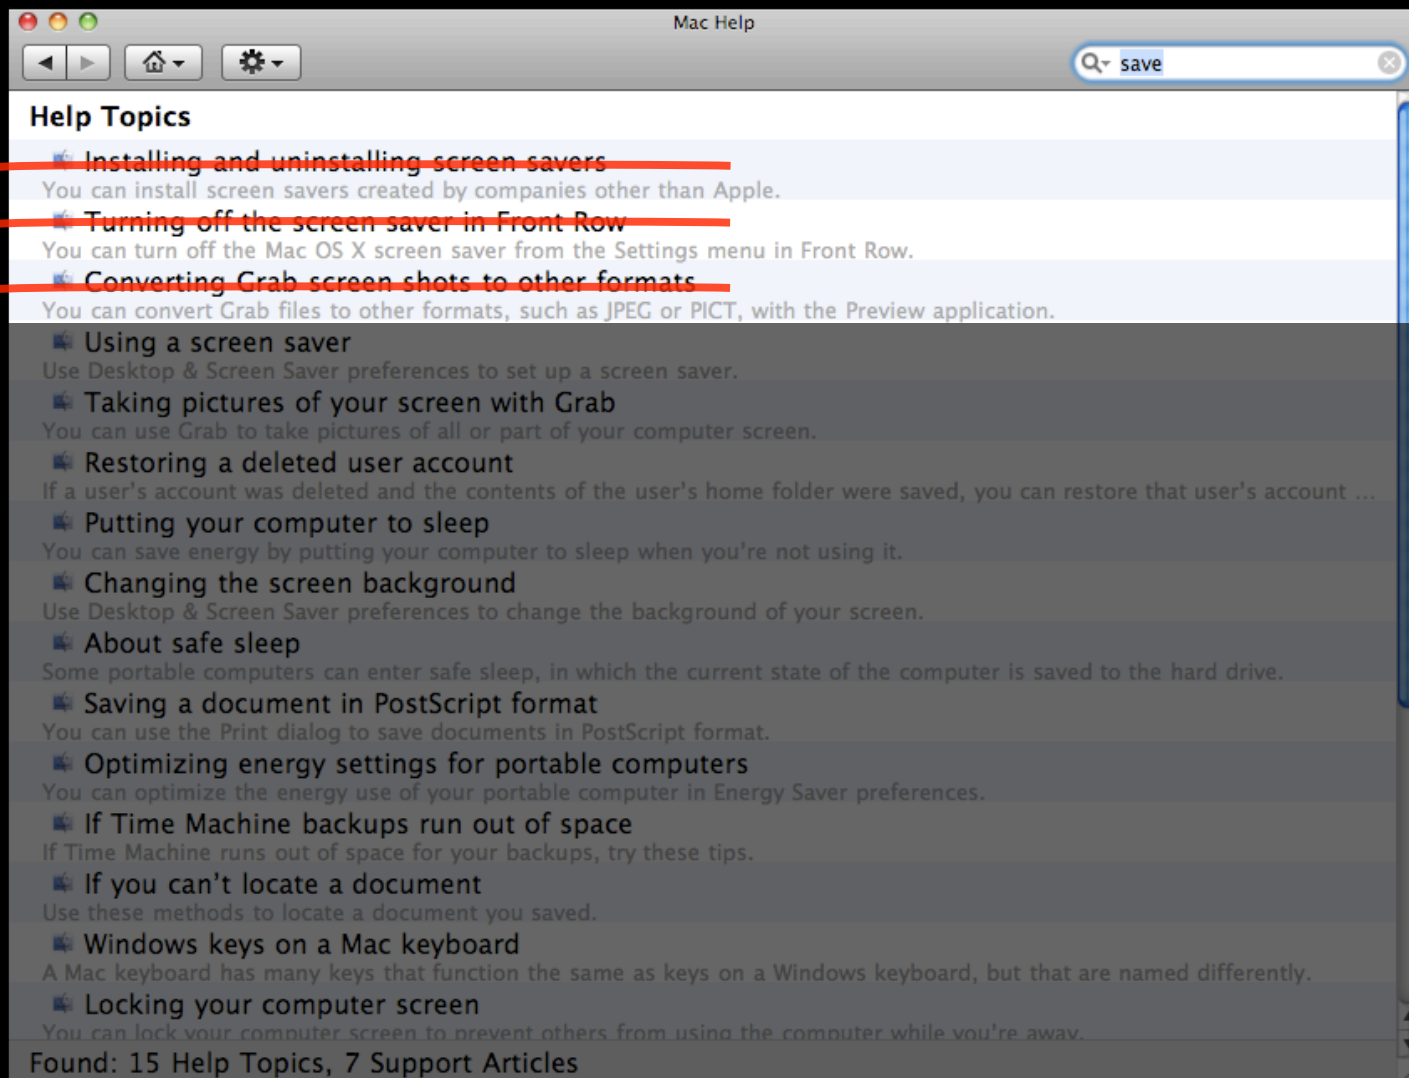 Mac Help
save
Help Topics
Installing and uninstalling screen savers
You can install screen savers created by companies other than Apple.
Turning off the screen saver in Front Row
You can turn off the Mac OS X screen saver from the Settings menu in Front Row.
Converting Grab screen shots to other formats
You can convert Grab files to other formats, such as JPEG or PICT, with the Preview application.
Using a screen saver
Use Desktop & Screen Saver preferences to set up a screen saver.
Taking pictures of your screen with Grab
You can use Grab to take pictures of all or part of your computer screen.
Restoring a deleted user account
If a user's account was deleted and the contents of the user's home folder were saved, you can restore that user's account ...
Putting your computer to sleep
You can save energy by putting your computer to sleep when you're not using it.
Changing the screen background
Use Desktop & Screen Saver preferences to change the background of your screen.
About safe sleep
Some portable computers can enter safe sleep, in which the current state of the computer is saved to the hard drive.
Saving a document in PostScript format
You can use the Print dialog to save documents in PostScript format.
Optimizing energy settings for portable computers
You can optimize the energy use of your portable computer in Energy Saver preferences.
If Time Machine backups run out of space
If Time Machine runs out of space for your backups, try these tips.
If you can't locate a document
Use these methods to locate a document you saved.
Windows keys on a Mac keyboard
A Mac keyboard has many keys that function the same as keys on a Windows keyboard, but that are named differently.
Locking your computer screen
You can lock your computer screen to prevent others from using the computer while you're away.
Found: 15 Help Topics, 7 Support Articles